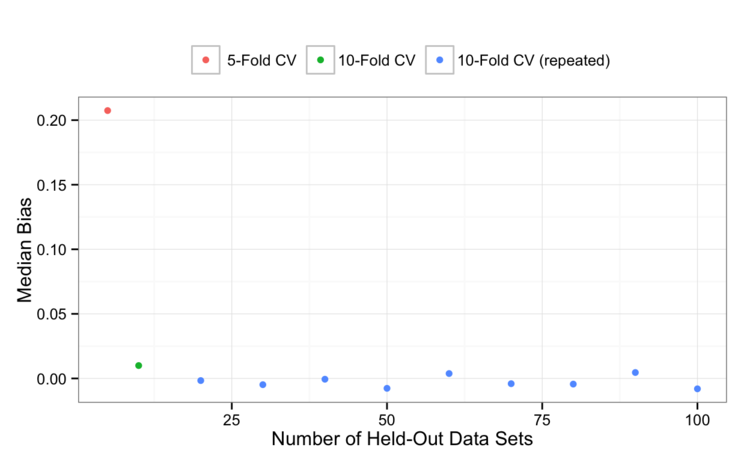 5-Fold CV 10-Fold CV 10-Fold CV (repeated)
Median Bias
0.20
0.15
0.10
0.05
0.00
25 50 75 100
Number of Held-Out Data Sets